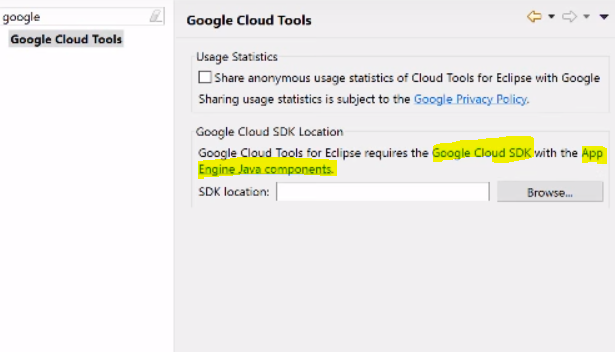 google
Google Cloud Tools
Google Cloud Tools
Usage Statistics
Share anonymous usage statistics of Cloud Tools for Eclipse with Google
Sharing usage statistics is subject to the Google Privacy Policy.
Google Cloud SDK Location
Google Cloud Tools for Eclipse requires the Google Cloud SDK with the App
Engine Java components.
SDK location:
Browse...